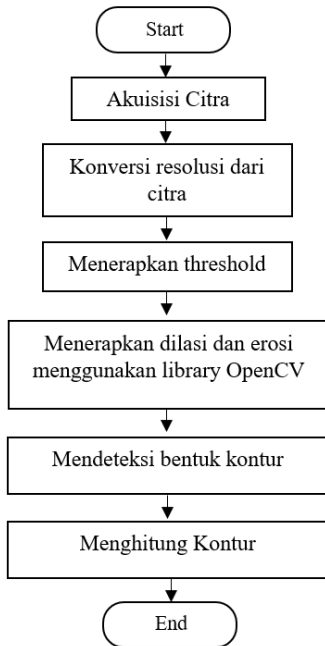 Start
Akuisisi Citra
Konversi resolusi dari
citra
Menerapkan threshold
Menerapkan dilasi dan erosi
menggunakan library OpenCV
Mendeteksi bentuk kontur
Menghitung Kontur
End